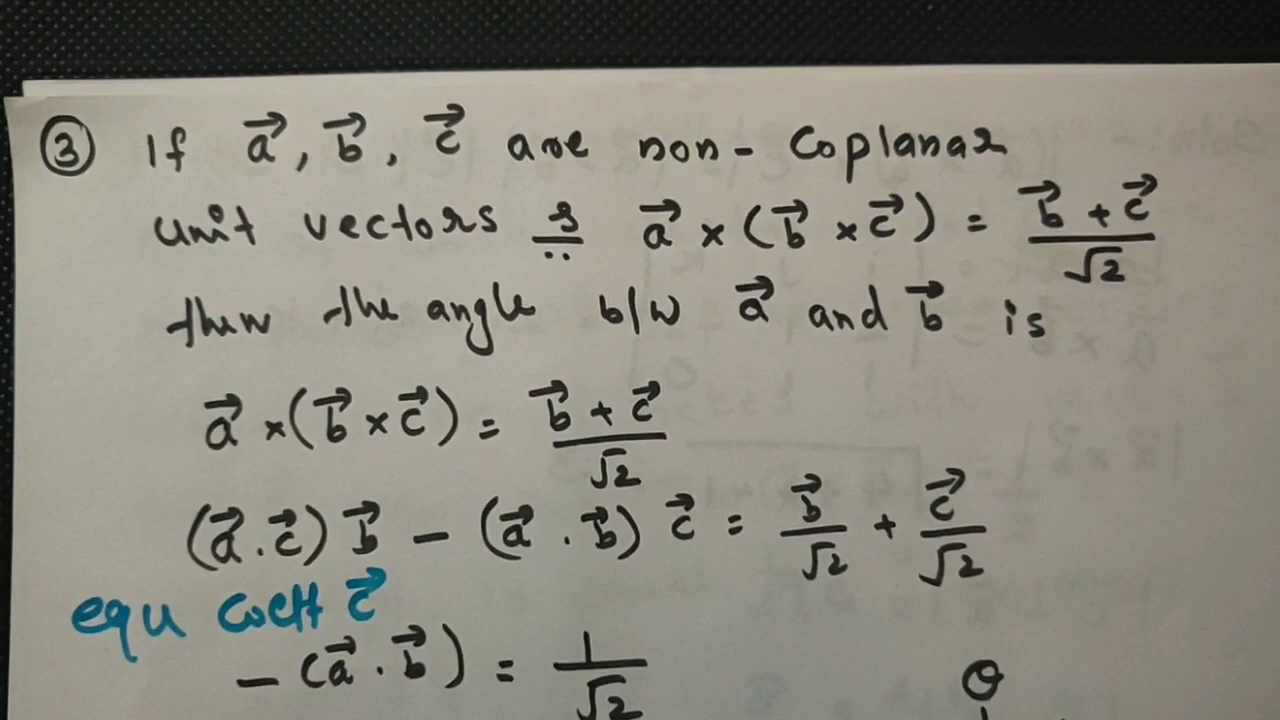 ③ If a⃗, b⃗, c⃗ are non-coplanar
unit vectors & a⃗ × (b⃗ × c⃗) = (b⃗ + c⃗)/√2
then the angle b/w a⃗ and b⃗ is
a⃗ × (b⃗ × c⃗) = (b⃗ + c⃗)/√2
(a⃗ . c⃗) b⃗ − (a⃗ . b⃗) c⃗ = b⃗/√2 + c⃗/√2
equ coeff c⃗
− (a⃗ . b⃗) = 1/√2